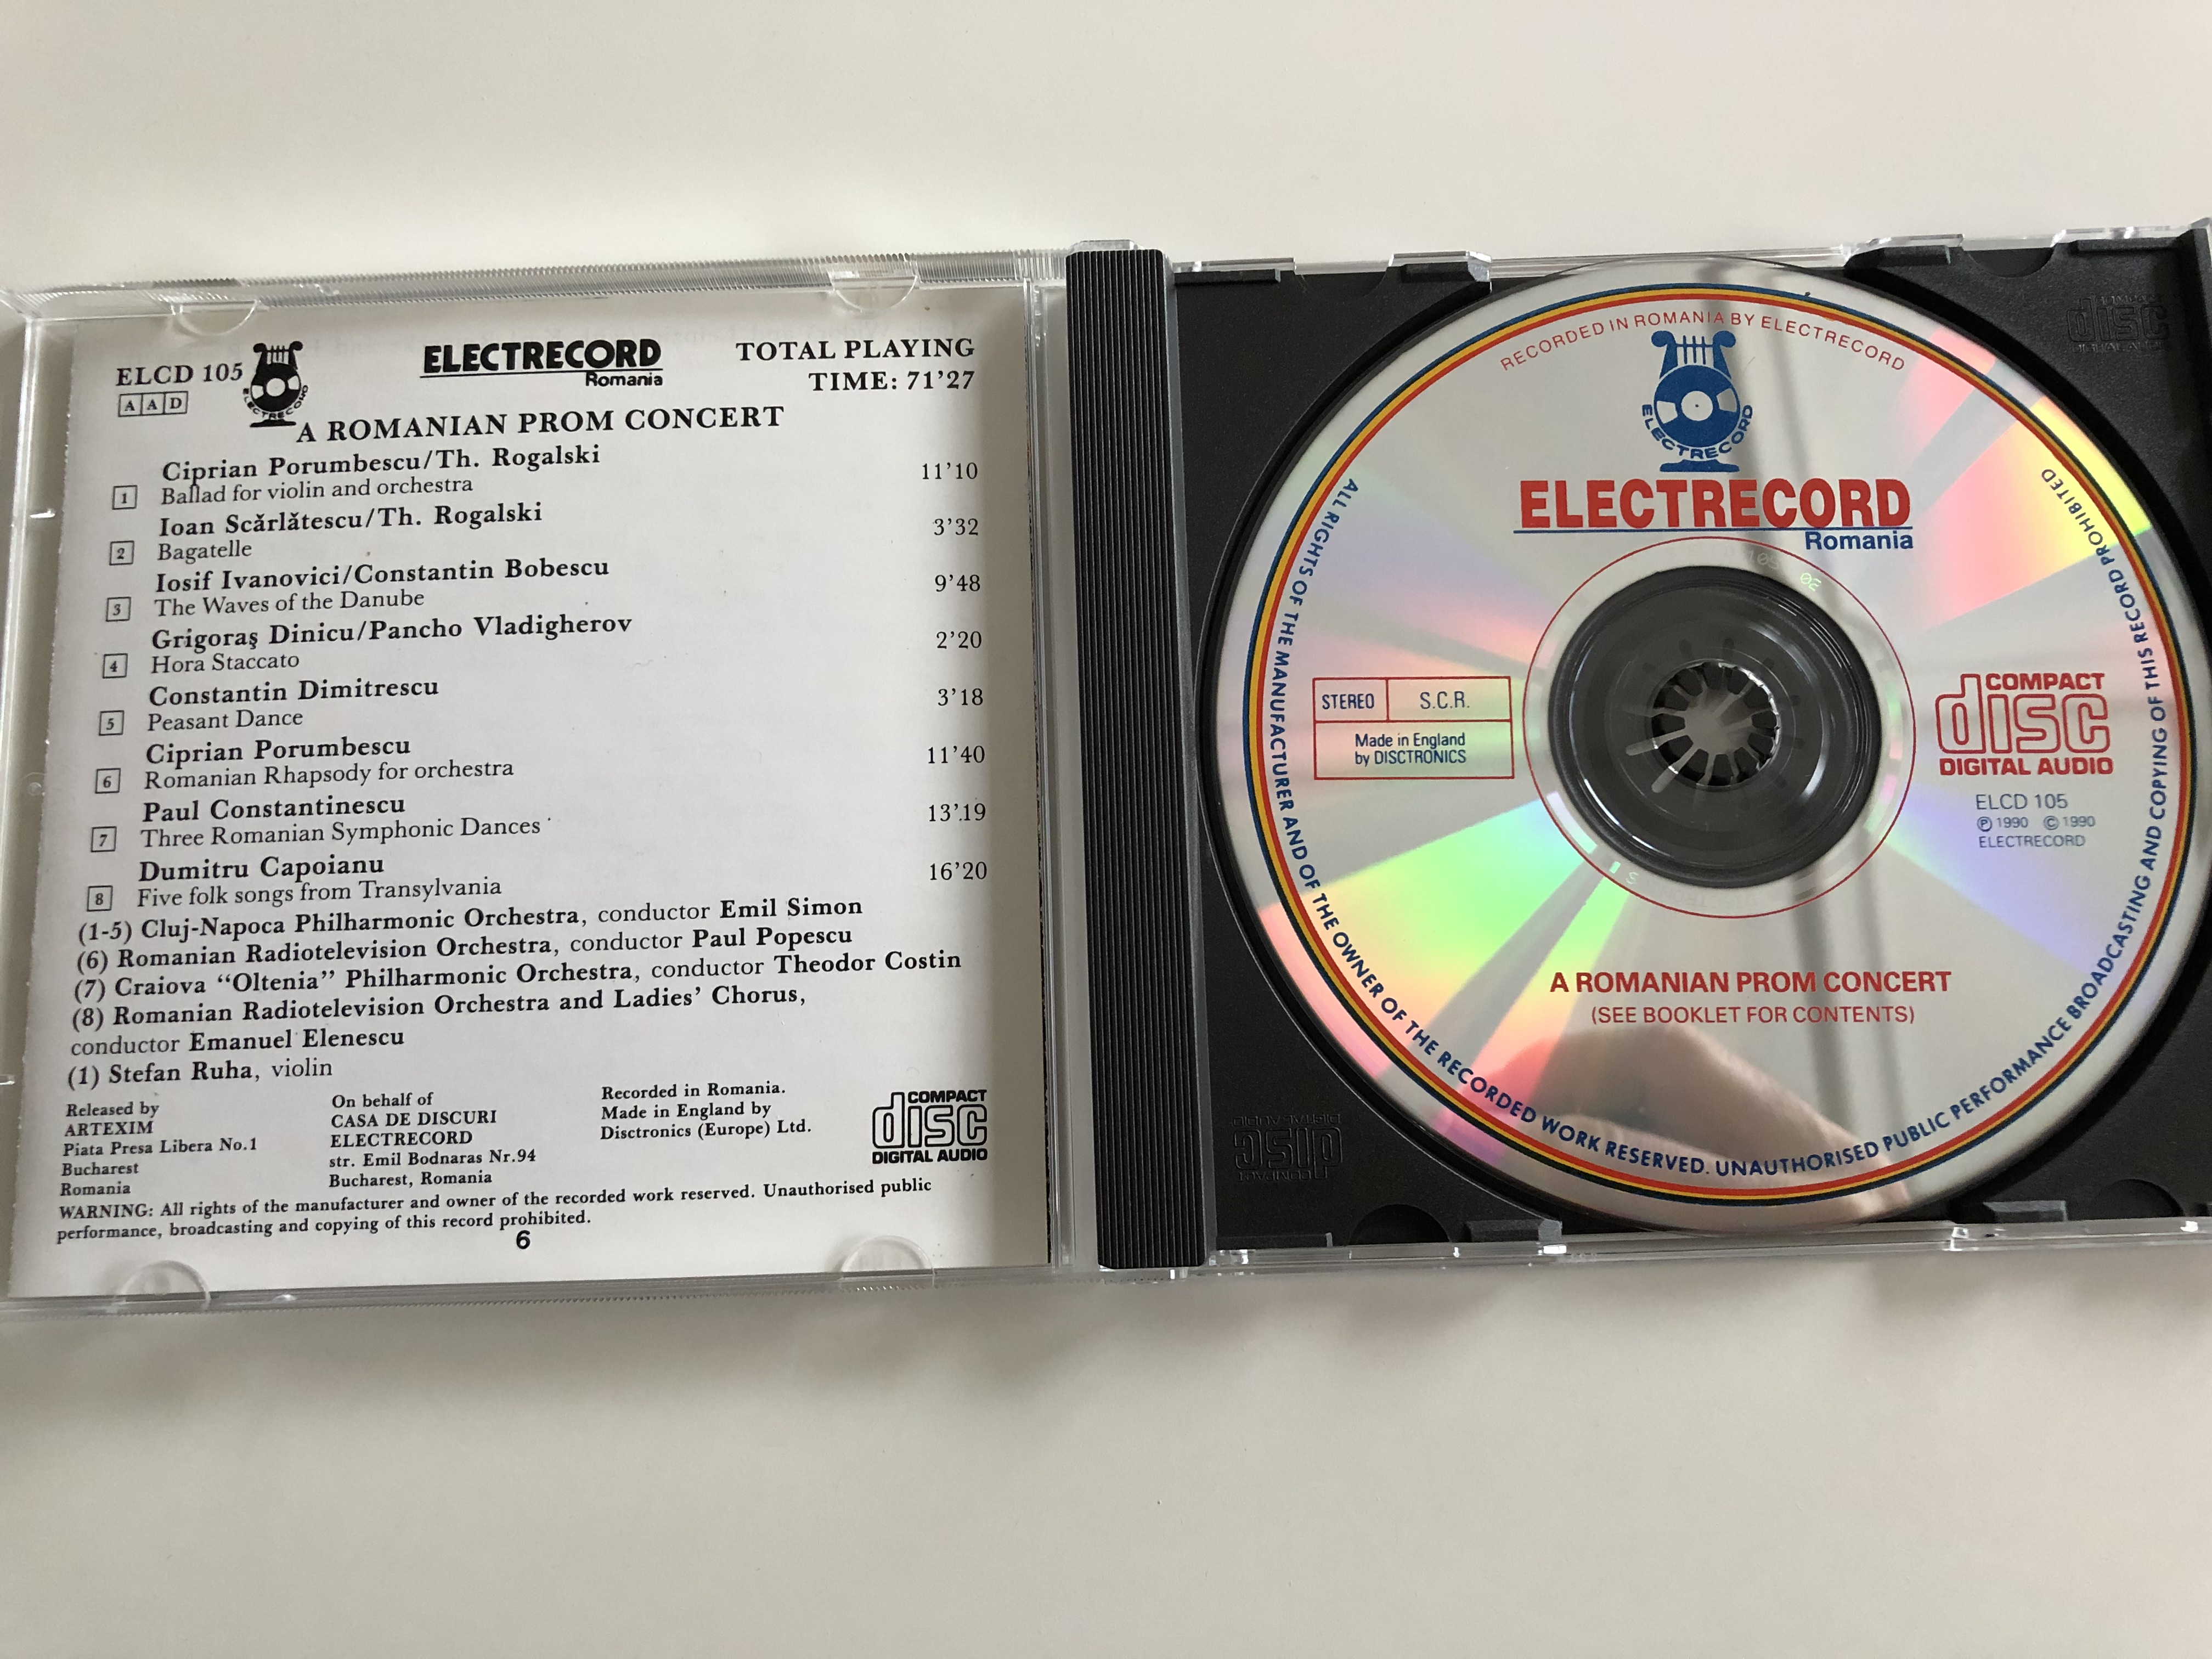 ELCD 105
AAD
ELECTRECORD
ELECTRECORD
Romania
TOTAL PLAYING
TIME: 71'27
A ROMANIAN PROM CONCERT
Ciprian Porumbescu/Th. Rogalski
1 Ballad for violin and orchestra 11'10
Ioan Scărlătescu/Th. Rogalski
2 Bagatelle 3'32
Iosif Ivanovici/Constantin Bobescu
3 The Waves of the Danube 9'48
Grigoraş Dinicu/Pancho Vladigherov
4 Hora Staccato 2'20
Constantin Dimitrescu
5 Peasant Dance 3'18
Ciprian Porumbescu
6 Romanian Rhapsody for orchestra 11'40
Paul Constantinescu
7 Three Romanian Symphonic Dances 13'.19
Dumitru Capoianu
8 Five folk songs from Transylvania 16'20
(1-5) Cluj-Napoca Philharmonic Orchestra, conductor Emil Simon
(6) Romanian Radiotelevision Orchestra, conductor Paul Popescu
(7) Craiova “Oltenia” Philharmonic Orchestra, conductor Theodor Costin
(8) Romanian Radiotelevision Orchestra and Ladies' Chorus,
conductor Emanuel Elenescu
(1) Stefan Ruha, violin
Released by
ARTEXIM
Piata Presa Libera No.1
Bucharest
Romania
On behalf of
CASA DE DISCURI
ELECTRECORD
str. Emil Bodnaras Nr.94
Bucharest, Romania
Recorded in Romania.
Made in England by
Disctronics (Europe) Ltd.
COMPACT
disc
DIGITAL AUDIO
WARNING: All rights of the manufacturer and owner of the recorded work reserved. Unauthorised public
performance, broadcasting and copying of this record prohibited.
6
RECORDED IN ROMANIA BY ELECTRECORD
ELECTRECORD
ELECTRECORD
Romania
STEREO S.C.R.
Made in England
by DISCTRONICS
COMPACT
disc
DIGITAL AUDIO
ELCD 105
Ⓟ 1990 © 1990
ELECTRECORD
A ROMANIAN PROM CONCERT
(SEE BOOKLET FOR CONTENTS)
ALL RIGHTS OF THE MANUFACTURER AND OF THE OWNER OF THE RECORDED WORK RESERVED. UNAUTHORISED PUBLIC PERFORMANCE BROADCASTING AND COPYING OF THIS RECORD PROHIBITED